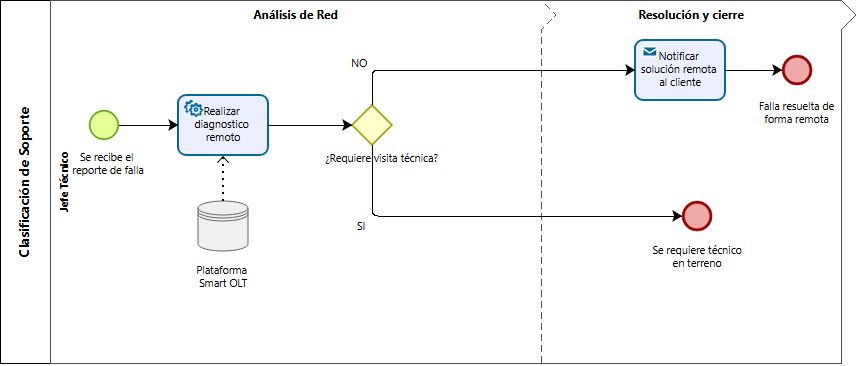 Análisis de Red
Resolución y cierre
Clasificación de Soporte
Jefe Técnico
Se recibe el
reporte de falla
Realizar
diagnostico
remoto
Plataforma
Smart OLT
¿Requiere visita técnica?
NO
SI
Notificar
solución remota
al cliente
Falla resuelta de
forma remota
Se requiere técnico
en terreno